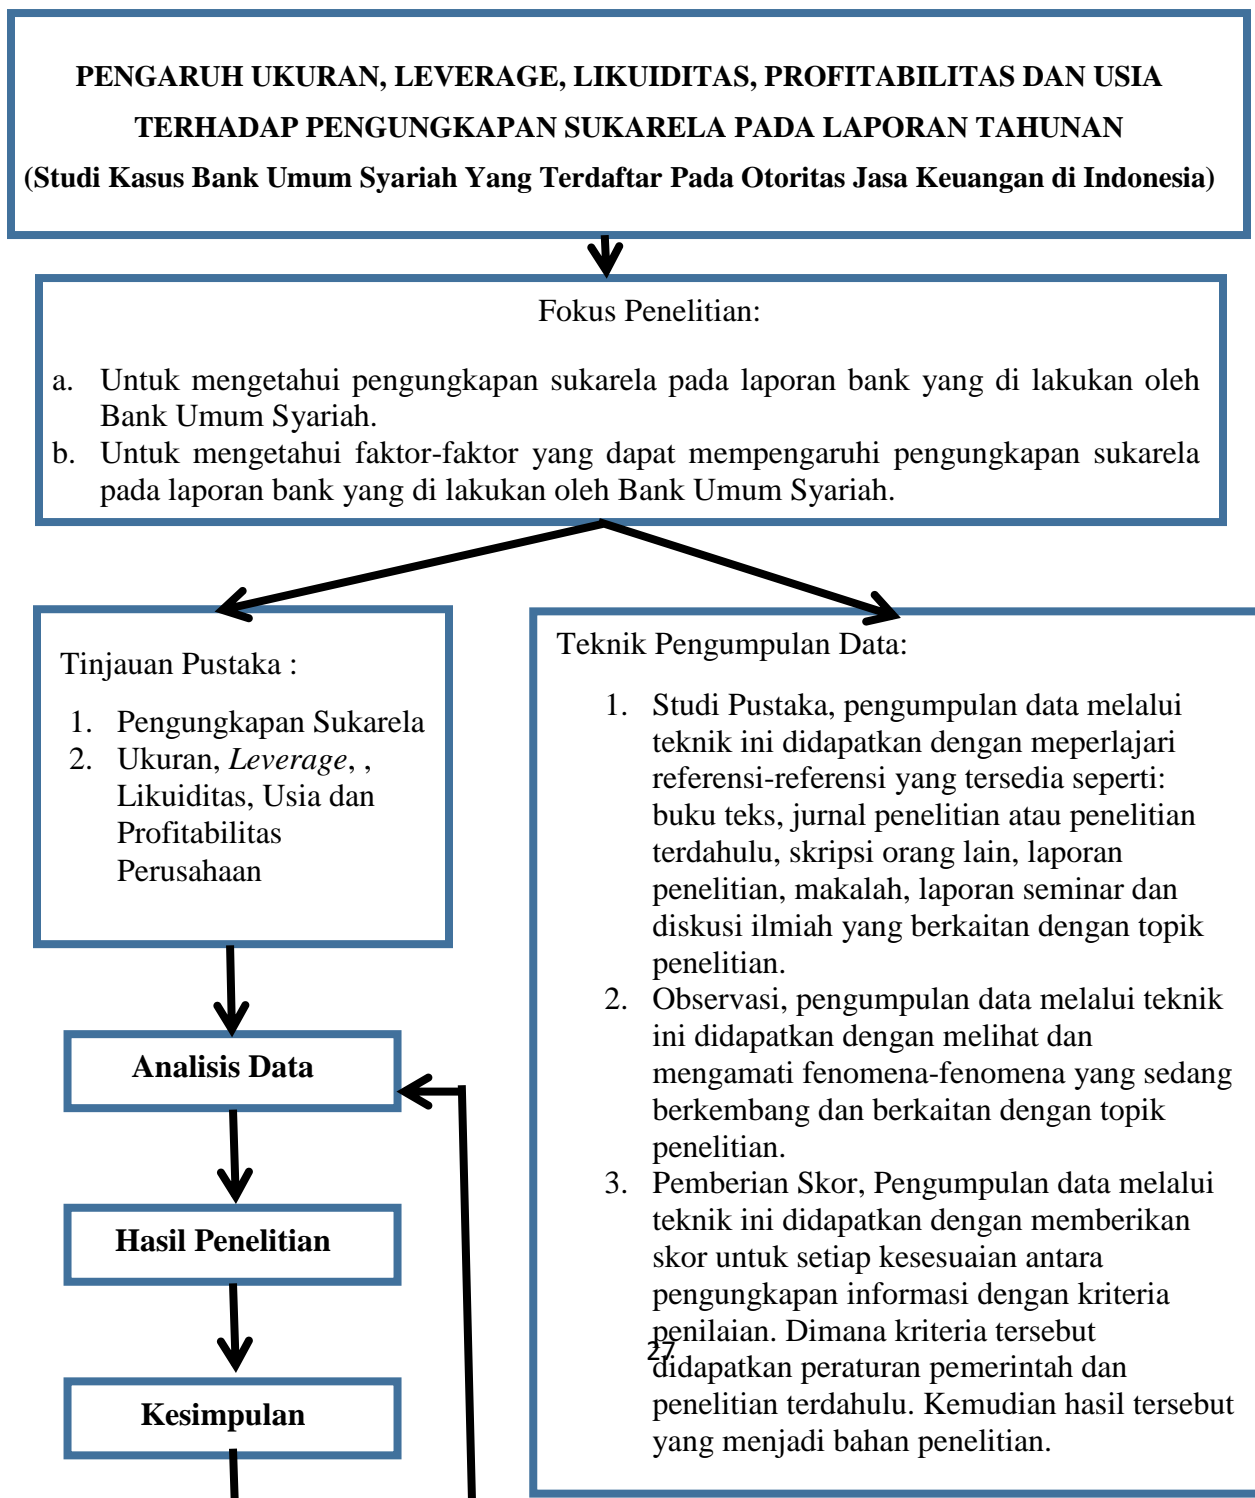 PENGARUH UKURAN, LEVERAGE, LIKUIDITAS, PROFITABILITAS DAN USIA
TERHADAP PENGUNGKAPAN SUKARELA PADA LAPORAN TAHUNAN
(Studi Kasus Bank Umum Syariah Yang Terdaftar Pada Otoritas Jasa Keuangan di Indonesia)
Fokus Penelitian:
a. Untuk mengetahui pengungkapan sukarela pada laporan bank yang di lakukan oleh
Bank Umum Syariah.
b. Untuk mengetahui faktor-faktor yang dapat mempengaruhi pengungkapan sukarela
pada laporan bank yang di lakukan oleh Bank Umum Syariah.
Tinjauan Pustaka :
1. Pengungkapan Sukarela
2. Ukuran, Leverage, ,
Likuiditas, Usia dan
Profitabilitas
Perusahaan
Analisis Data
Hasil Penelitian
Kesimpulan
Teknik Pengumpulan Data:
1. Studi Pustaka, pengumpulan data melalui
teknik ini didapatkan dengan meperlajari
referensi-referensi yang tersedia seperti:
buku teks, jurnal penelitian atau penelitian
terdahulu, skripsi orang lain, laporan
penelitian, makalah, laporan seminar dan
diskusi ilmiah yang berkaitan dengan topik
penelitian.
2. Observasi, pengumpulan data melalui teknik
ini didapatkan dengan melihat dan
mengamati fenomena-fenomena yang sedang
berkembang dan berkaitan dengan topik
penelitian.
3. Pemberian Skor, Pengumpulan data melalui
teknik ini didapatkan dengan memberikan
skor untuk setiap kesesuaian antara
pengungkapan informasi dengan kriteria
penilaian. Dimana kriteria tersebut
27
didapatkan peraturan pemerintah dan
penelitian terdahulu. Kemudian hasil tersebut
yang menjadi bahan penelitian.